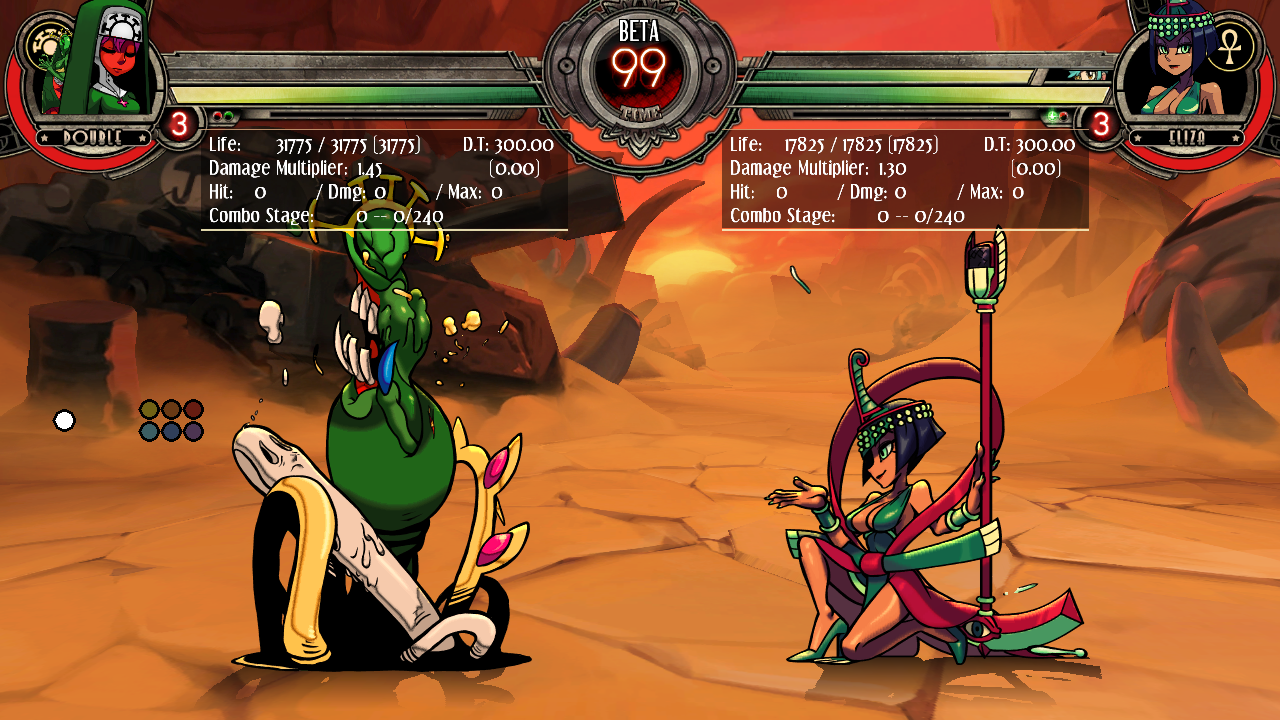 BETA
99
TIME
DOUBLE
3
3
ELIZA
Life: 31775 / 31775 (31775) D.T: 300.00
Damage Multiplier: 1.45 (0.00)
Hit: 0 / Dmg: 0 / Max: 0
Combo Stage: 0 -- 0/240
Life: 17825 / 17825 (17825) D.T: 300.00
Damage Multiplier: 1.30 (0.00)
Hit: 0 / Dmg: 0 / Max: 0
Combo Stage: 0 -- 0/240